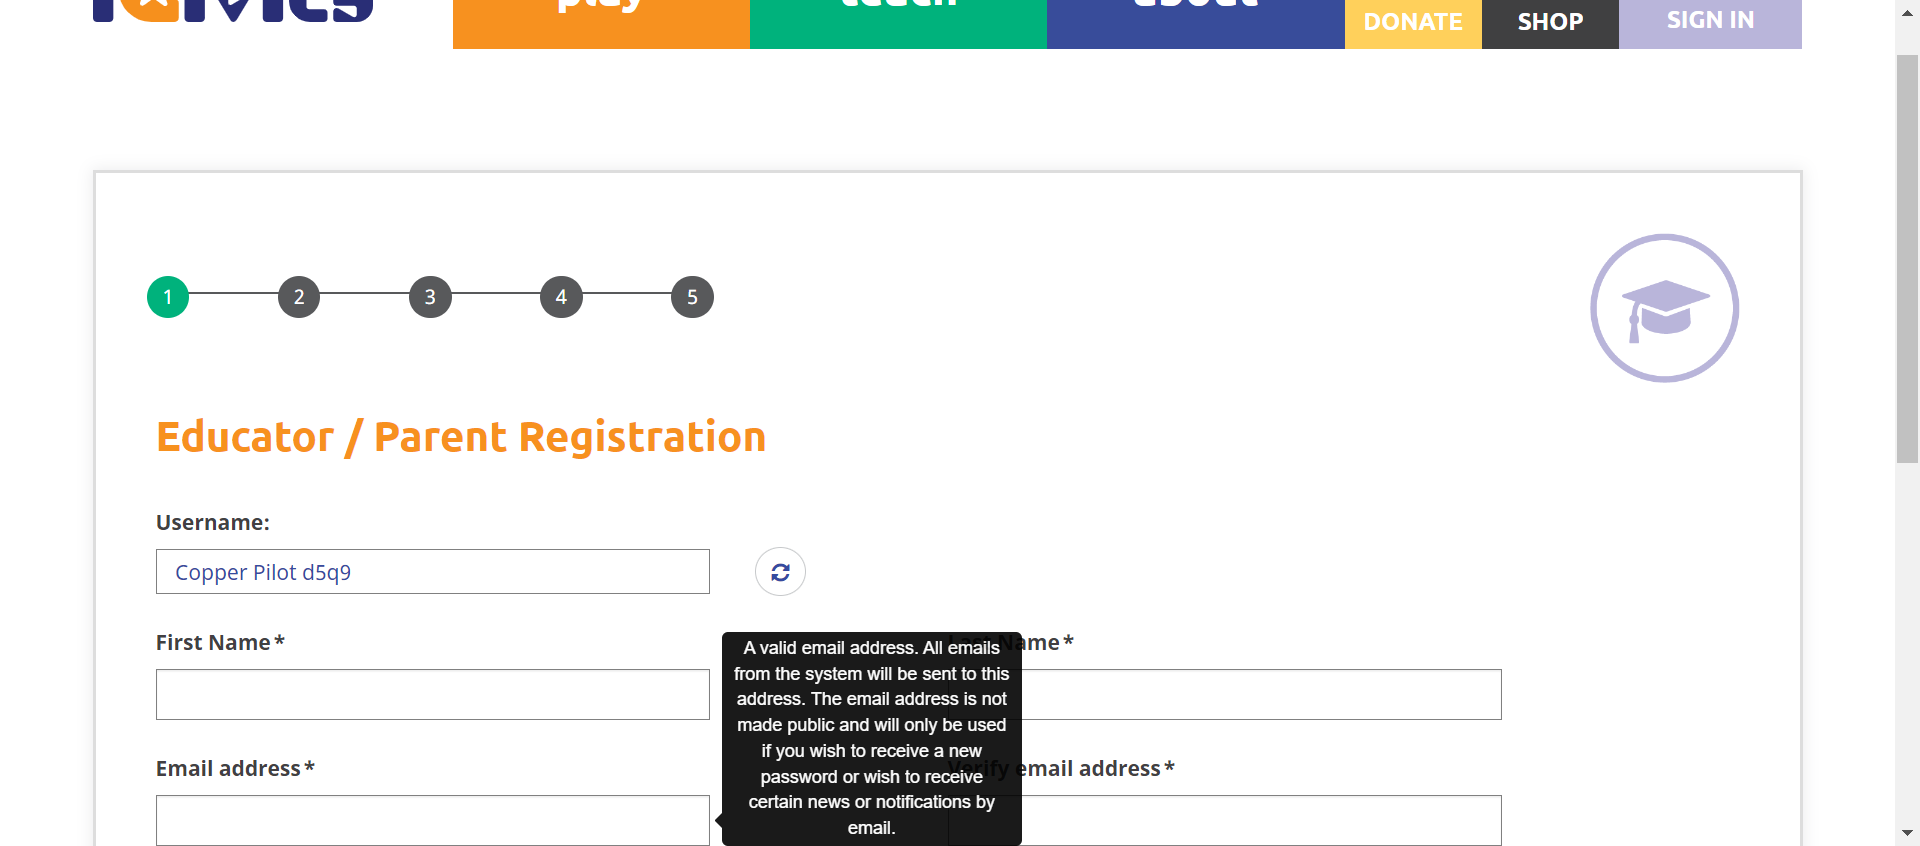 DONATE
SHOP
SIGN IN
1
2
3
4
5
Educator / Parent Registration
Username:
Copper Pilot d5q9
First Name*
Last Name*
A valid email address. All emails
from the system will be sent to this
address. The email address is not
made public and will only be used
if you wish to receive a new
password or wish to receive
certain news or notifications by
email.
Email address*
Verify email address*